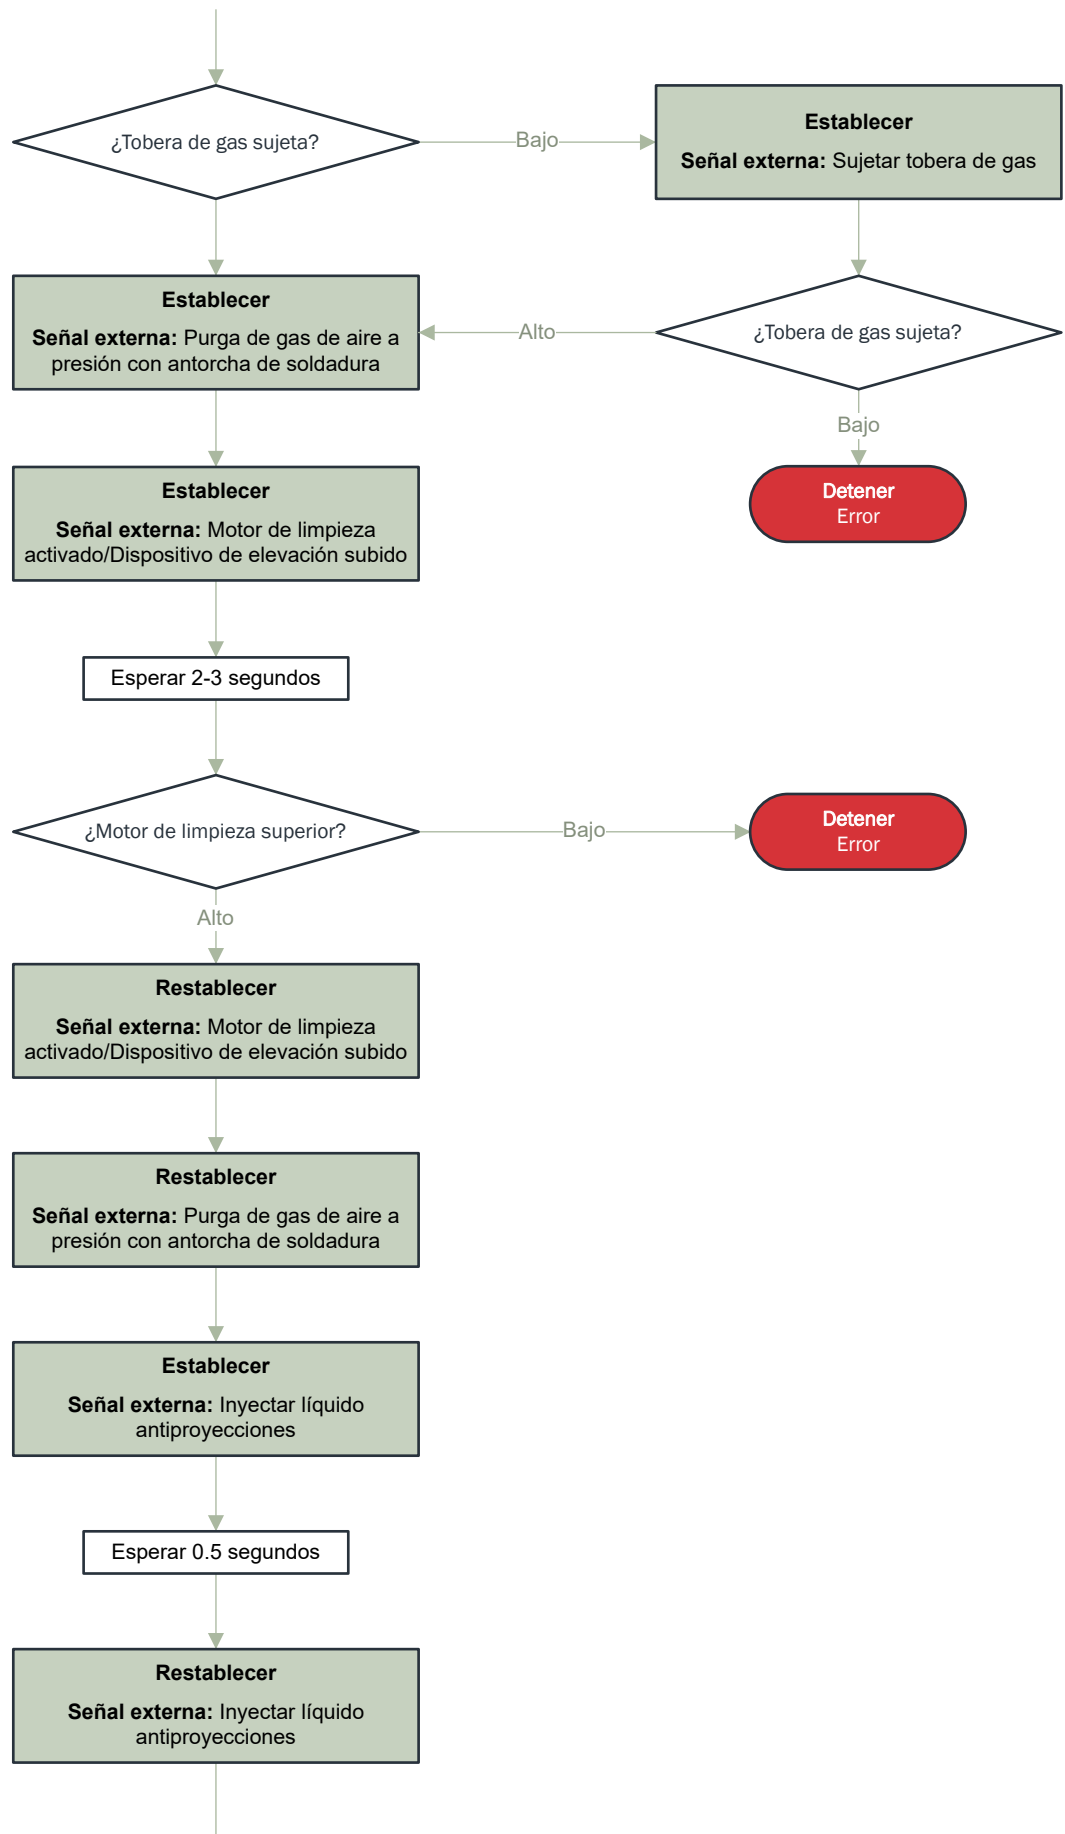 ¿Tobera de gas sujeta?
Bajo
Establecer
Señal externa: Sujetar tobera de gas
Establecer
Señal externa: Purga de gas de aire a
presión con antorcha de soldadura
Alto
¿Tobera de gas sujeta?
Bajo
Detener
Error
Establecer
Señal externa: Motor de limpieza
activado/Dispositivo de elevación subido
Esperar 2-3 segundos
¿Motor de limpieza superior?
Bajo
Detener
Error
Alto
Restablecer
Señal externa: Motor de limpieza
activado/Dispositivo de elevación subido
Restablecer
Señal externa: Purga de gas de aire a
presión con antorcha de soldadura
Establecer
Señal externa: Inyectar líquido
antiproyecciones
Esperar 0.5 segundos
Restablecer
Señal externa: Inyectar líquido
antiproyecciones